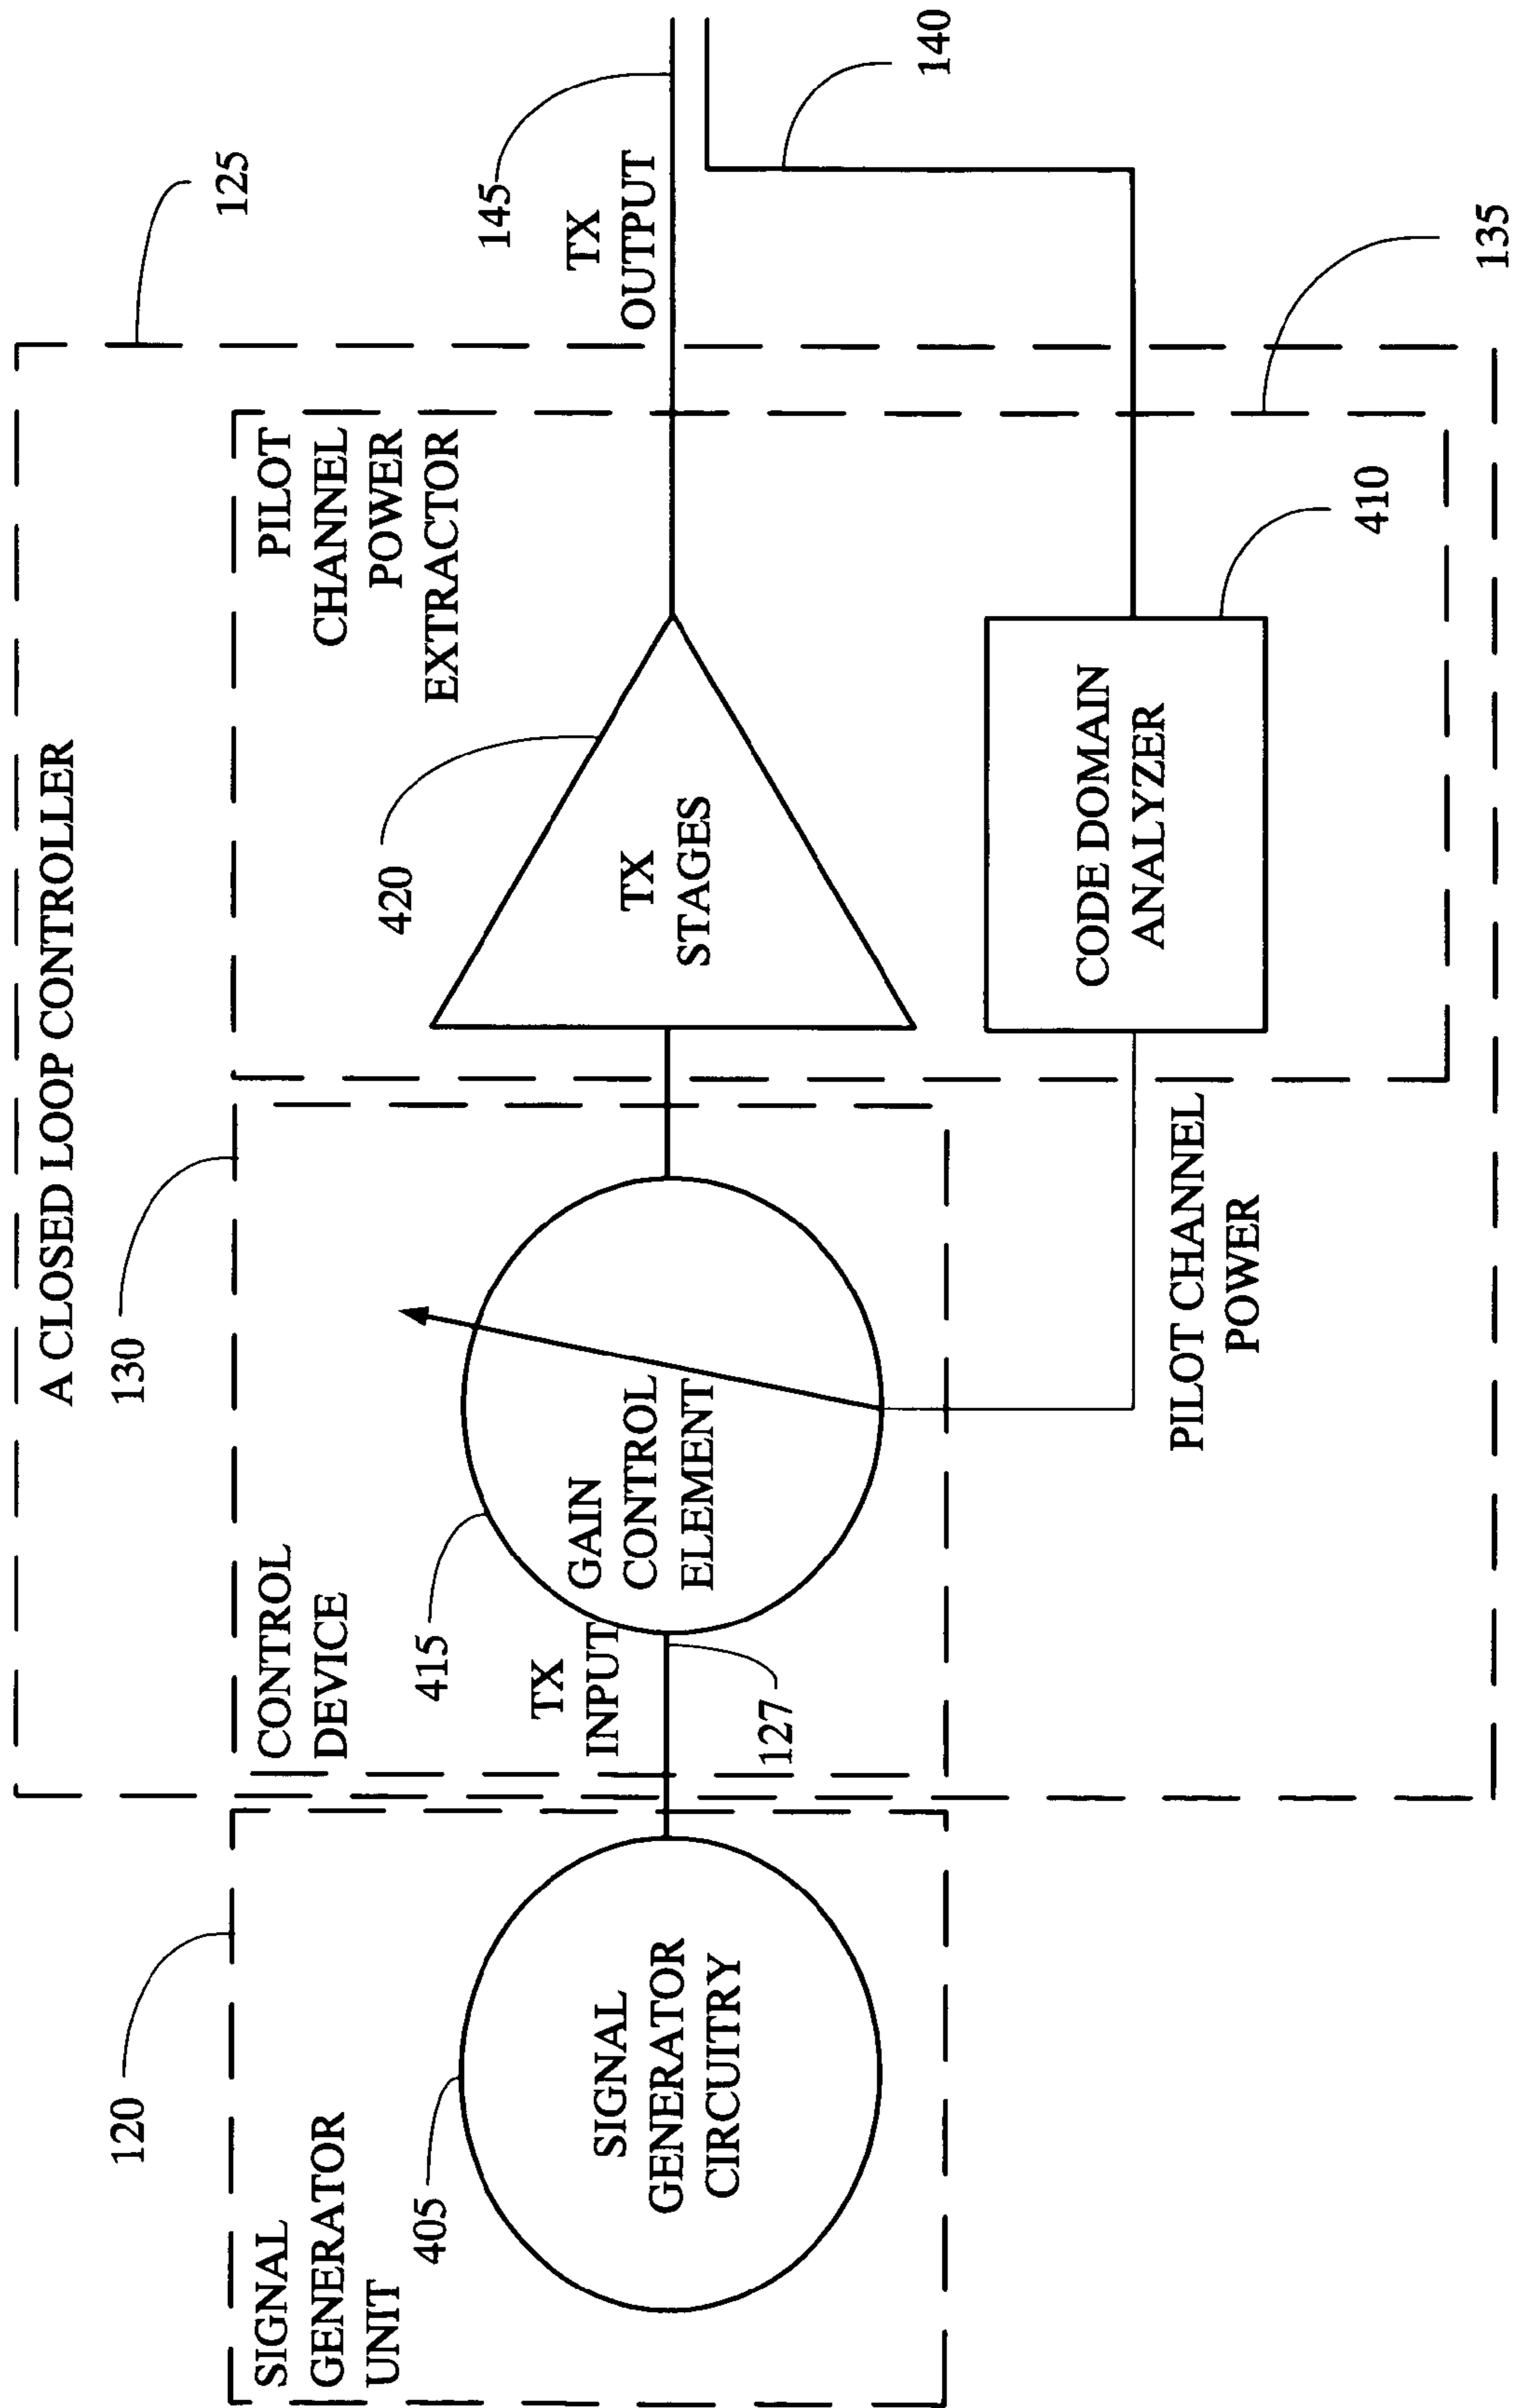 A CLOSED LOOP CONTROLLER
125
120
130
SIGNAL
GENERATOR
UNIT
405
SIGNAL
GENERATOR
CIRCUITRY
CONTROL
DEVICE
415
TX
INPUT
127
GAIN
CONTROL
ELEMENT
PILOT
CHANNEL
POWER
EXTRACTOR
420
TX
STAGES
145
TX
OUTPUT
140
CODE DOMAIN
ANALYZER
410
PILOT CHANNEL
POWER
135